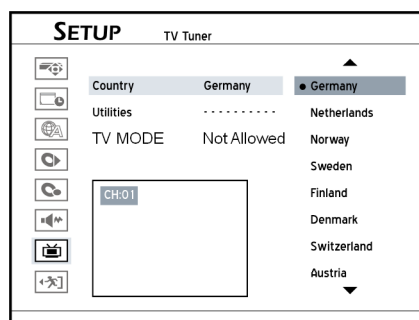 SETUP TV Tuner
Country Germany
Utilities ----------
TV MODE Not Allowed
CH:01
Germany
Netherlands
Norway
Sweden
Finland
Denmark
Switzerland
Austria